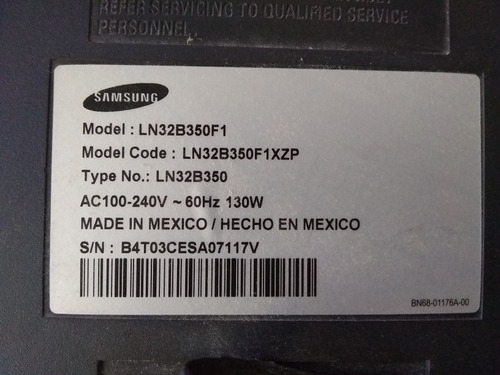 REFER SERVICING TO QUALIFIED SERVICE
PERSONNEL.
SAMSUNG
Model : LN32B350F1
Model Code : LN32B350F1XZP
Type No.: LN32B350
AC100-240V ~ 60Hz 130W
MADE IN MEXICO / HECHO EN MEXICO
S/N : B4T03CESA07117V
BN68-01176A-00